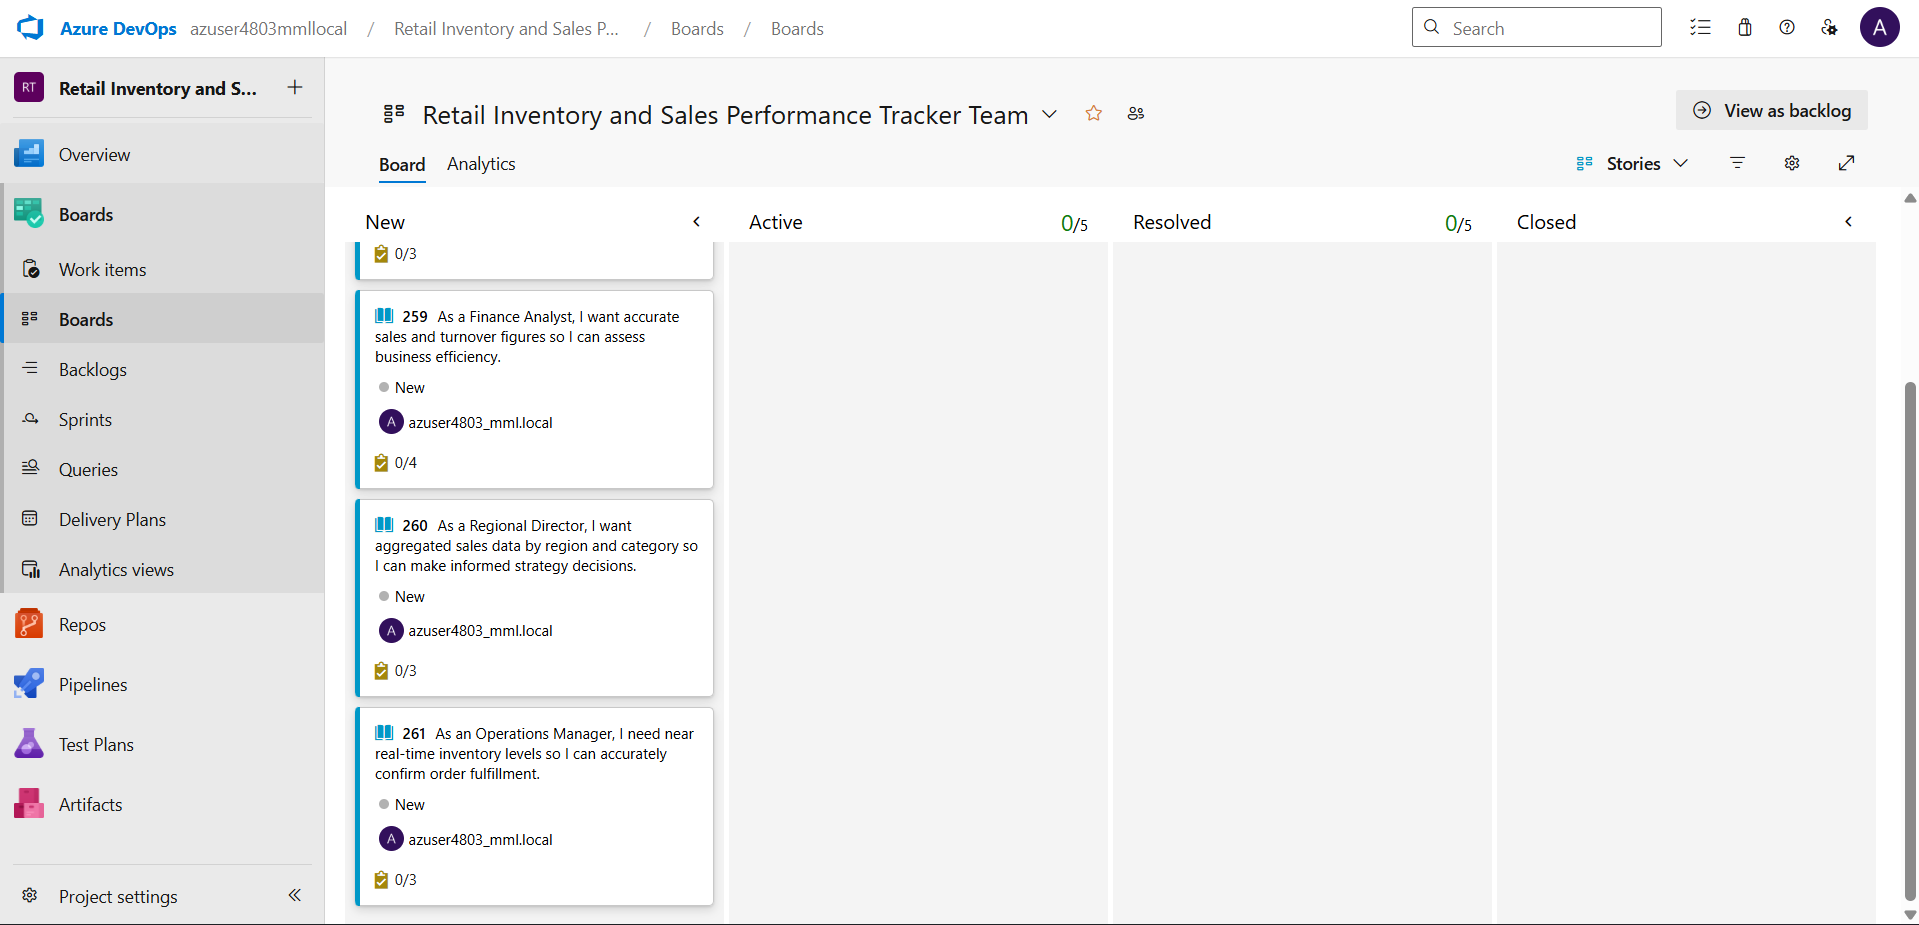 Azure DevOps azuser4803mmllocal / Retail Inventory and Sales P... / Boards / Boards
Search
A
RT Retail Inventory and S...
Overview
Boards
Work items
Boards
Backlogs
Sprints
Queries
Delivery Plans
Analytics views
Repos
Pipelines
Test Plans
Artifacts
Project settings
Retail Inventory and Sales Performance Tracker Team
View as backlog
Board Analytics
Stories
New
Active 0/5
Resolved 0/5
Closed
0/3
259 As a Finance Analyst, I want accurate
sales and turnover figures so I can assess
business efficiency.
New
A azuser4803_mml.local
0/4
260 As a Regional Director, I want
aggregated sales data by region and category so
I can make informed strategy decisions.
New
A azuser4803_mml.local
0/3
261 As an Operations Manager, I need near
real-time inventory levels so I can accurately
confirm order fulfillment.
New
A azuser4803_mml.local
0/3